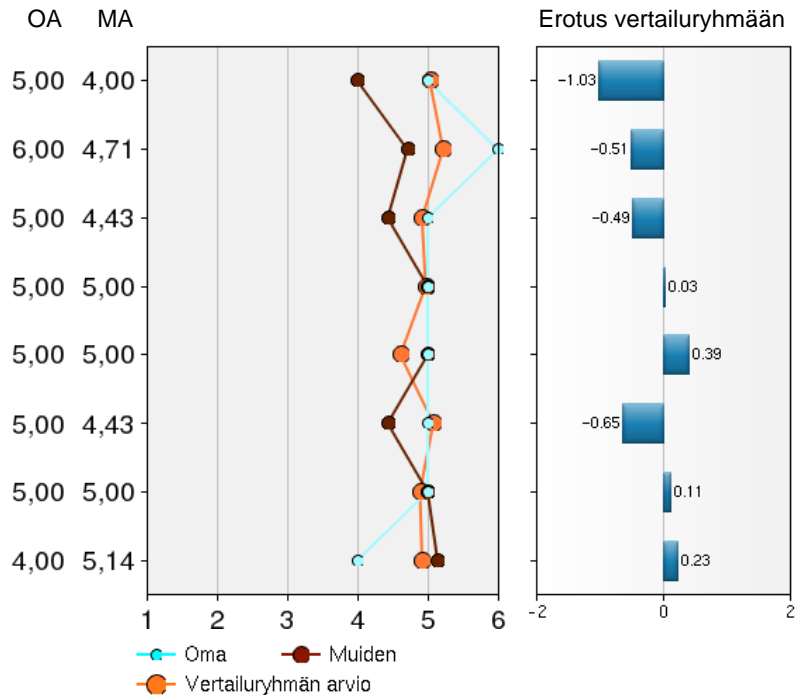 OA MA Erotus vertailuryhmään
5,00 4,00 -1.03
6,00 4,71 -0.51
5,00 4,43 -0.49
5,00 5,00 0.03
5,00 5,00 0.39
5,00 4,43 -0.65
5,00 5,00 0.11
4,00 5,14 0.23
1 2 3 4 5 6 -2 0 2
Oma Muiden
Vertailuryhmän arvio